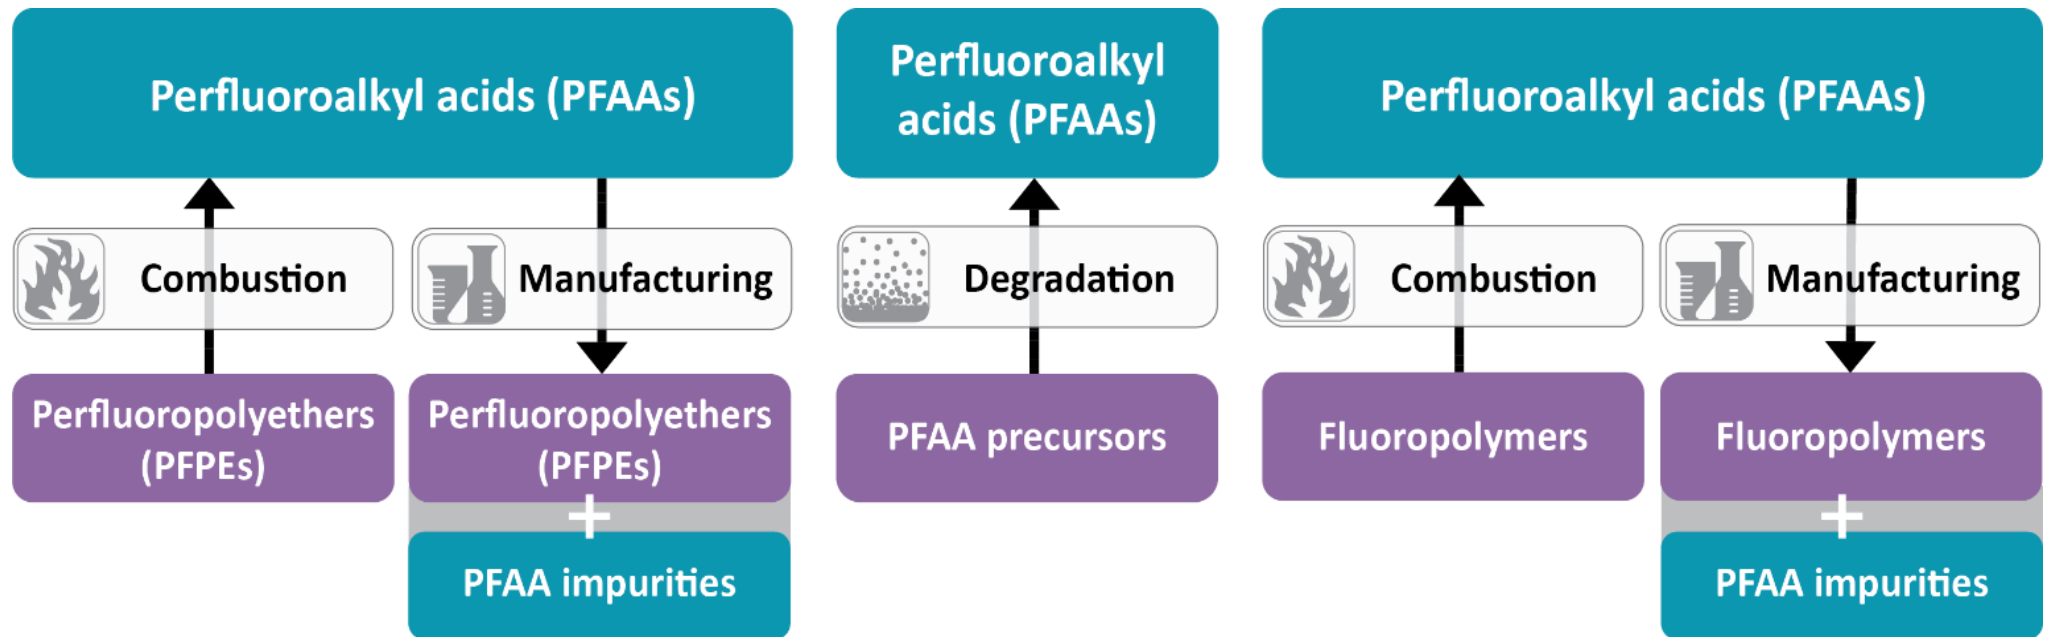 Perfluoroalkyl acids (PFAAs)
Perfluoroalkyl
acids (PFAAs)
Perfluoroalkyl acids (PFAAs)
Combustion
Manufacturing
Degradation
Combustion
Manufacturing
Perfluoropolyethers
(PFPEs)
Perfluoropolyethers
(PFPEs)
PFAA precursors
Fluoropolymers
Fluoropolymers
+
+
PFAA impurities
PFAA impurities